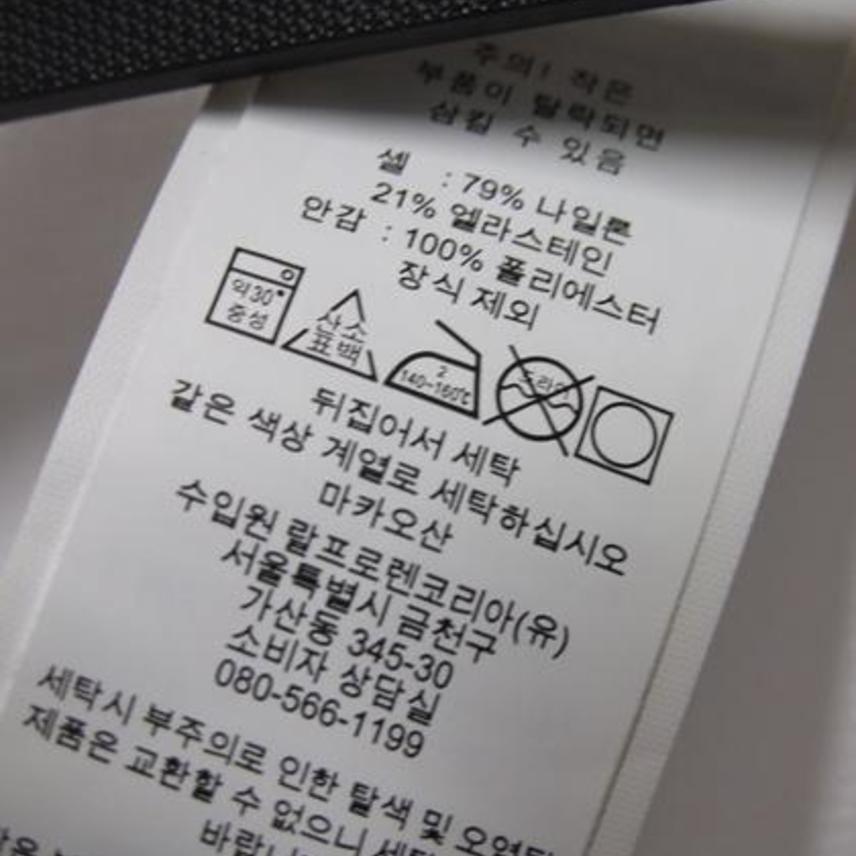 주의! 작은
부품이 탈락되면
삼킬 수 있음
셸 : 79% 나일론
21% 엘라스테인
안감 : 100% 폴리에스터
장식 제외
약30°
중성
산소
표백
2
140~160℃
드라이
뒤집어서 세탁
같은 색상 계열로 세탁하십시오
마카오산
수입원 랄프로렌코리아(유)
서울특별시 금천구
가산동 345-30
소비자 상담실
080-566-1199
세탁시 부주의로 인한 탈색 및 오염된
제품은 교환할 수 없으니